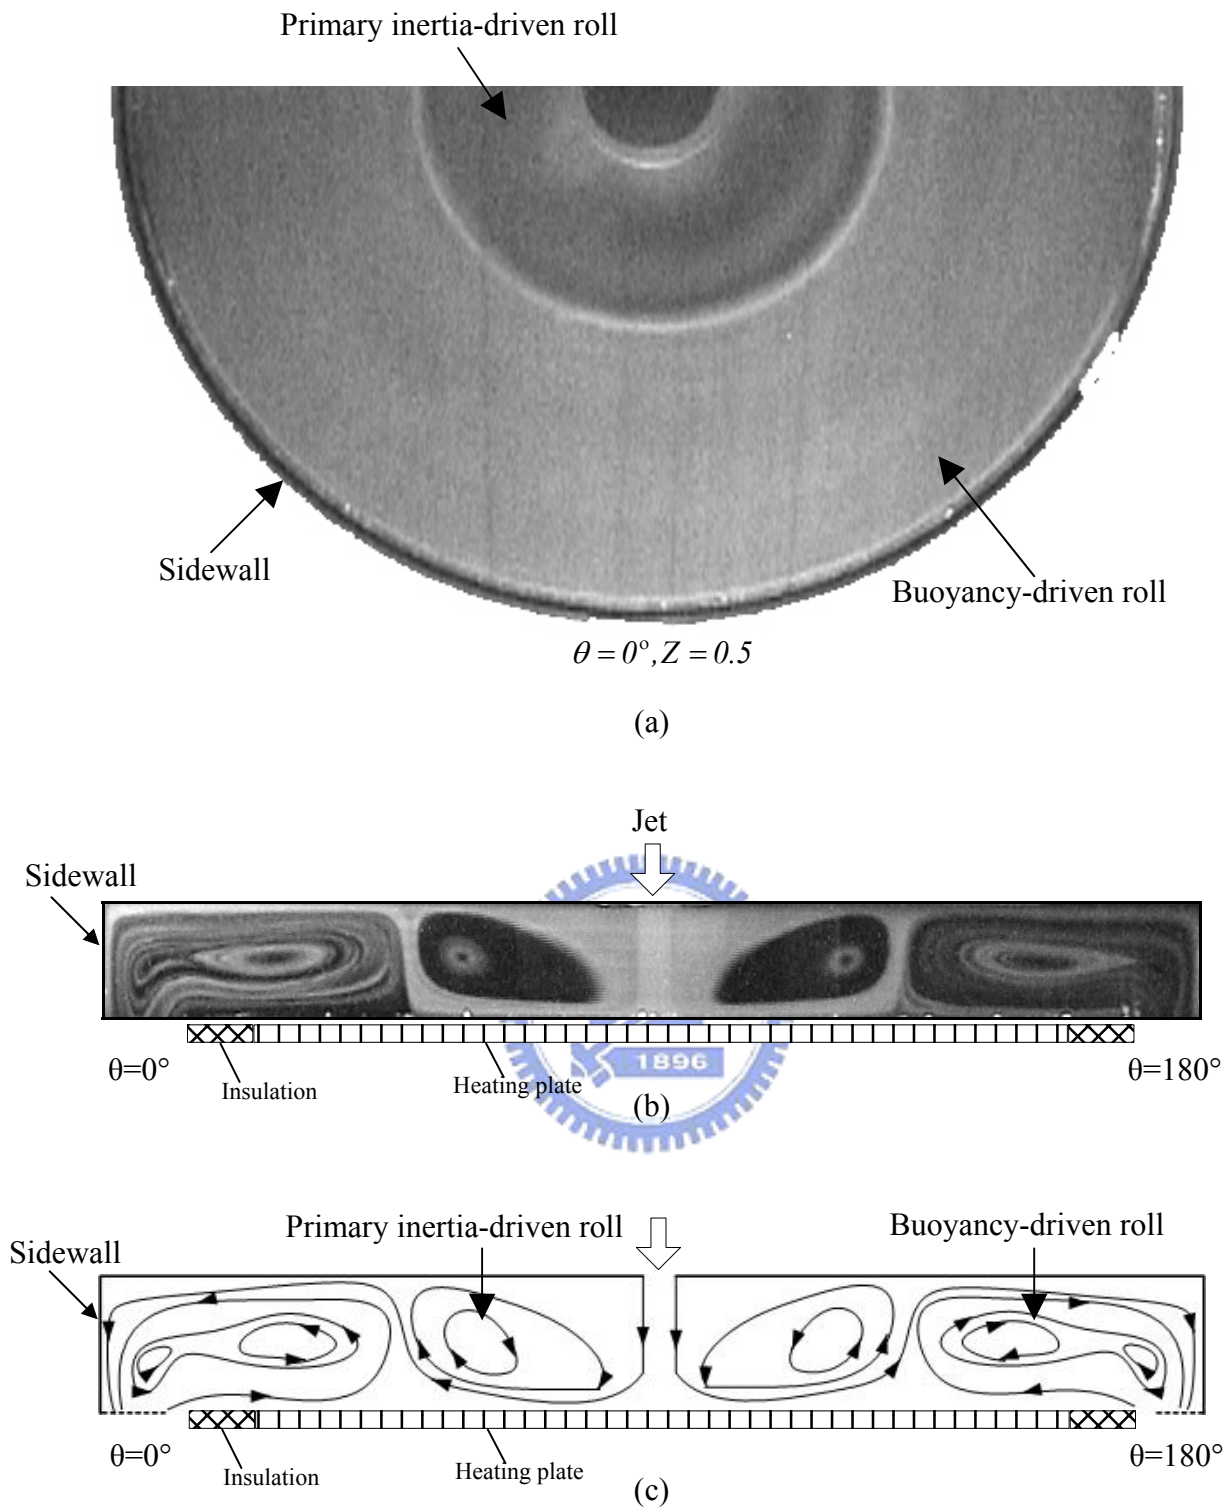 Primary inertia-driven roll
Sidewall
Buoyancy-driven roll
θ = 0°, Z = 0.5
(a)
Jet
Sidewall
θ=0°
Insulation
Heating plate
1896
θ=180°
(b)
Primary inertia-driven roll
Buoyancy-driven roll
Sidewall
θ=0°
Insulation
Heating plate
θ=180°
(c)